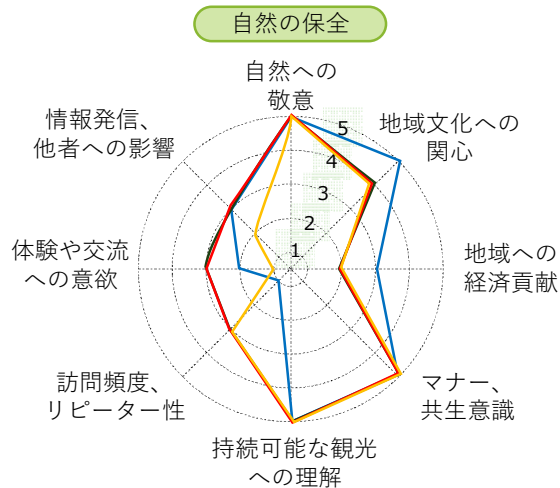 自然の保全
自然への
敬意
地域文化への
関心
地域への
経済貢献
マナー、
共生意識
持続可能な観光
への理解
訪問頻度、
リピーター性
体験や交流
への意欲
情報発信、
他者への影響
5
4
3
2
1